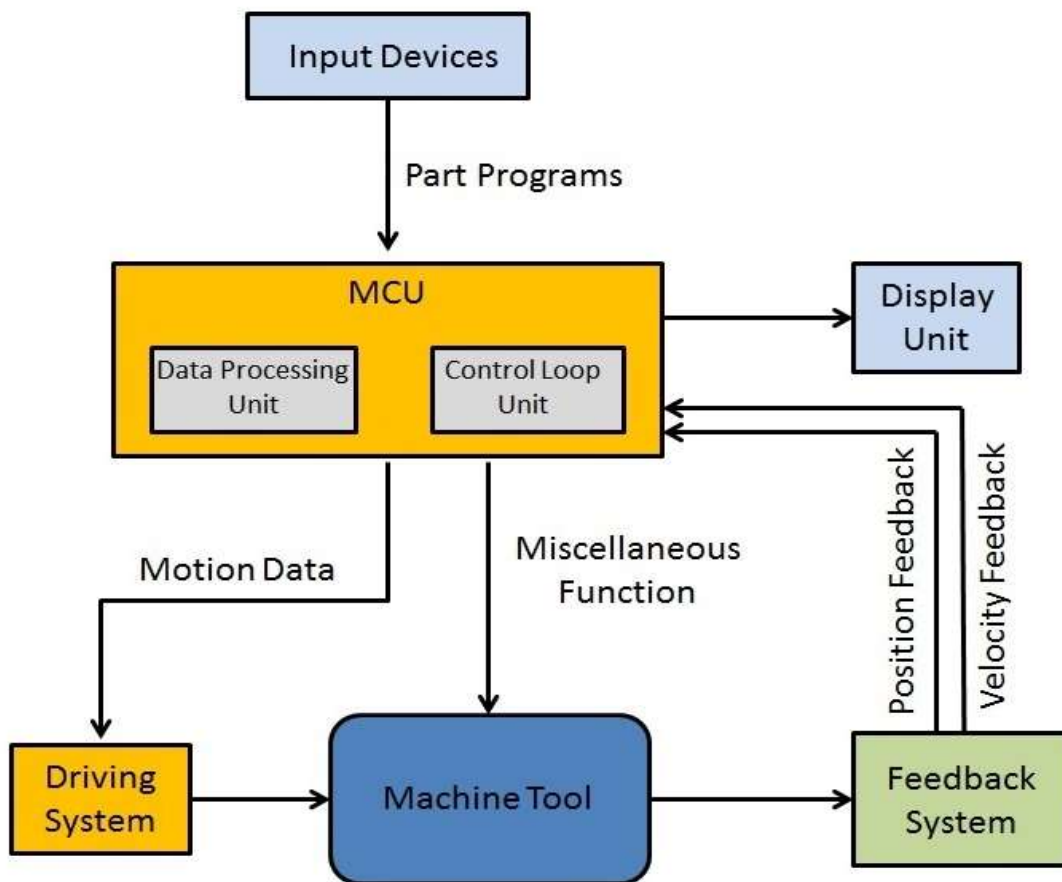 Input Devices
Part Programs
MCU
Data Processing
Unit
Control Loop
Unit
Display
Unit
Motion Data
Miscellaneous
Function
Position Feedback
Velocity Feedback
Driving
System
Machine Tool
Feedback
System